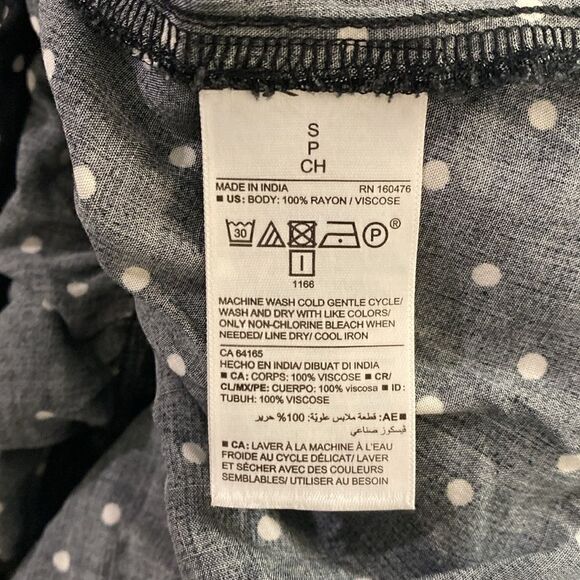 S
P
CH
MADE IN INDIA RN 160476
■ US: BODY: 100% RAYON / VISCOSE
30 P ®
1166
MACHINE WASH COLD GENTLE CYCLE/
WASH AND DRY WITH LIKE COLORS/
ONLY NON-CHLORINE BLEACH WHEN
NEEDED/ LINE DRY/ COOL IRON
CA 64165
HECHO EN INDIA/ DIBUAT DI INDIA
■ CA: CORPS: 100% VISCOSE ■ CR/
CL/MX/PE: CUERPO: 100% viscosa ■ ID:
TUBUH: 100% VISCOSE
■ AE: قطعة ملابس علويّة: 100% حرير
ڤيسكوز صناعي
■ CA: LAVER À LA MACHINE À L'EAU
FROIDE AU CYCLE DÉLICAT/ LAVER
ET SÉCHER AVEC DES COULEURS
SEMBLABLES/ UTILISER AU BESOIN